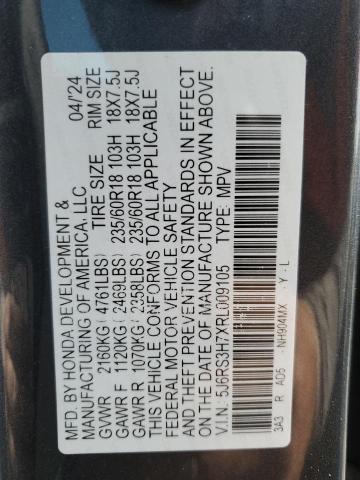 MFD. BY HONDA DEVELOPMENT & 04/24
MANUFACTURING OF AMERICA, LLC
TIRE SIZE RIM SIZE
GVWR 2160KG( 4761LBS)
GAWR F 1120KG( 2469LBS) 235/60R18 103H 18X7.5J
GAWR R 1070KG( 2358LBS) 235/60R18 103H 18X7.5J
THIS VEHICLE CONFORMS TO ALL APPLICABLE
FEDERAL MOTOR VEHICLE SAFETY
AND THEFT PREVENTION STANDARDS IN EFFECT
ON THE DATE OF MANUFACTURE SHOWN ABOVE.
V.I.N: 5J6RS3H7XRL009105 TYPE: MPV
3A3 R AD5 - NH904MX - Y - L